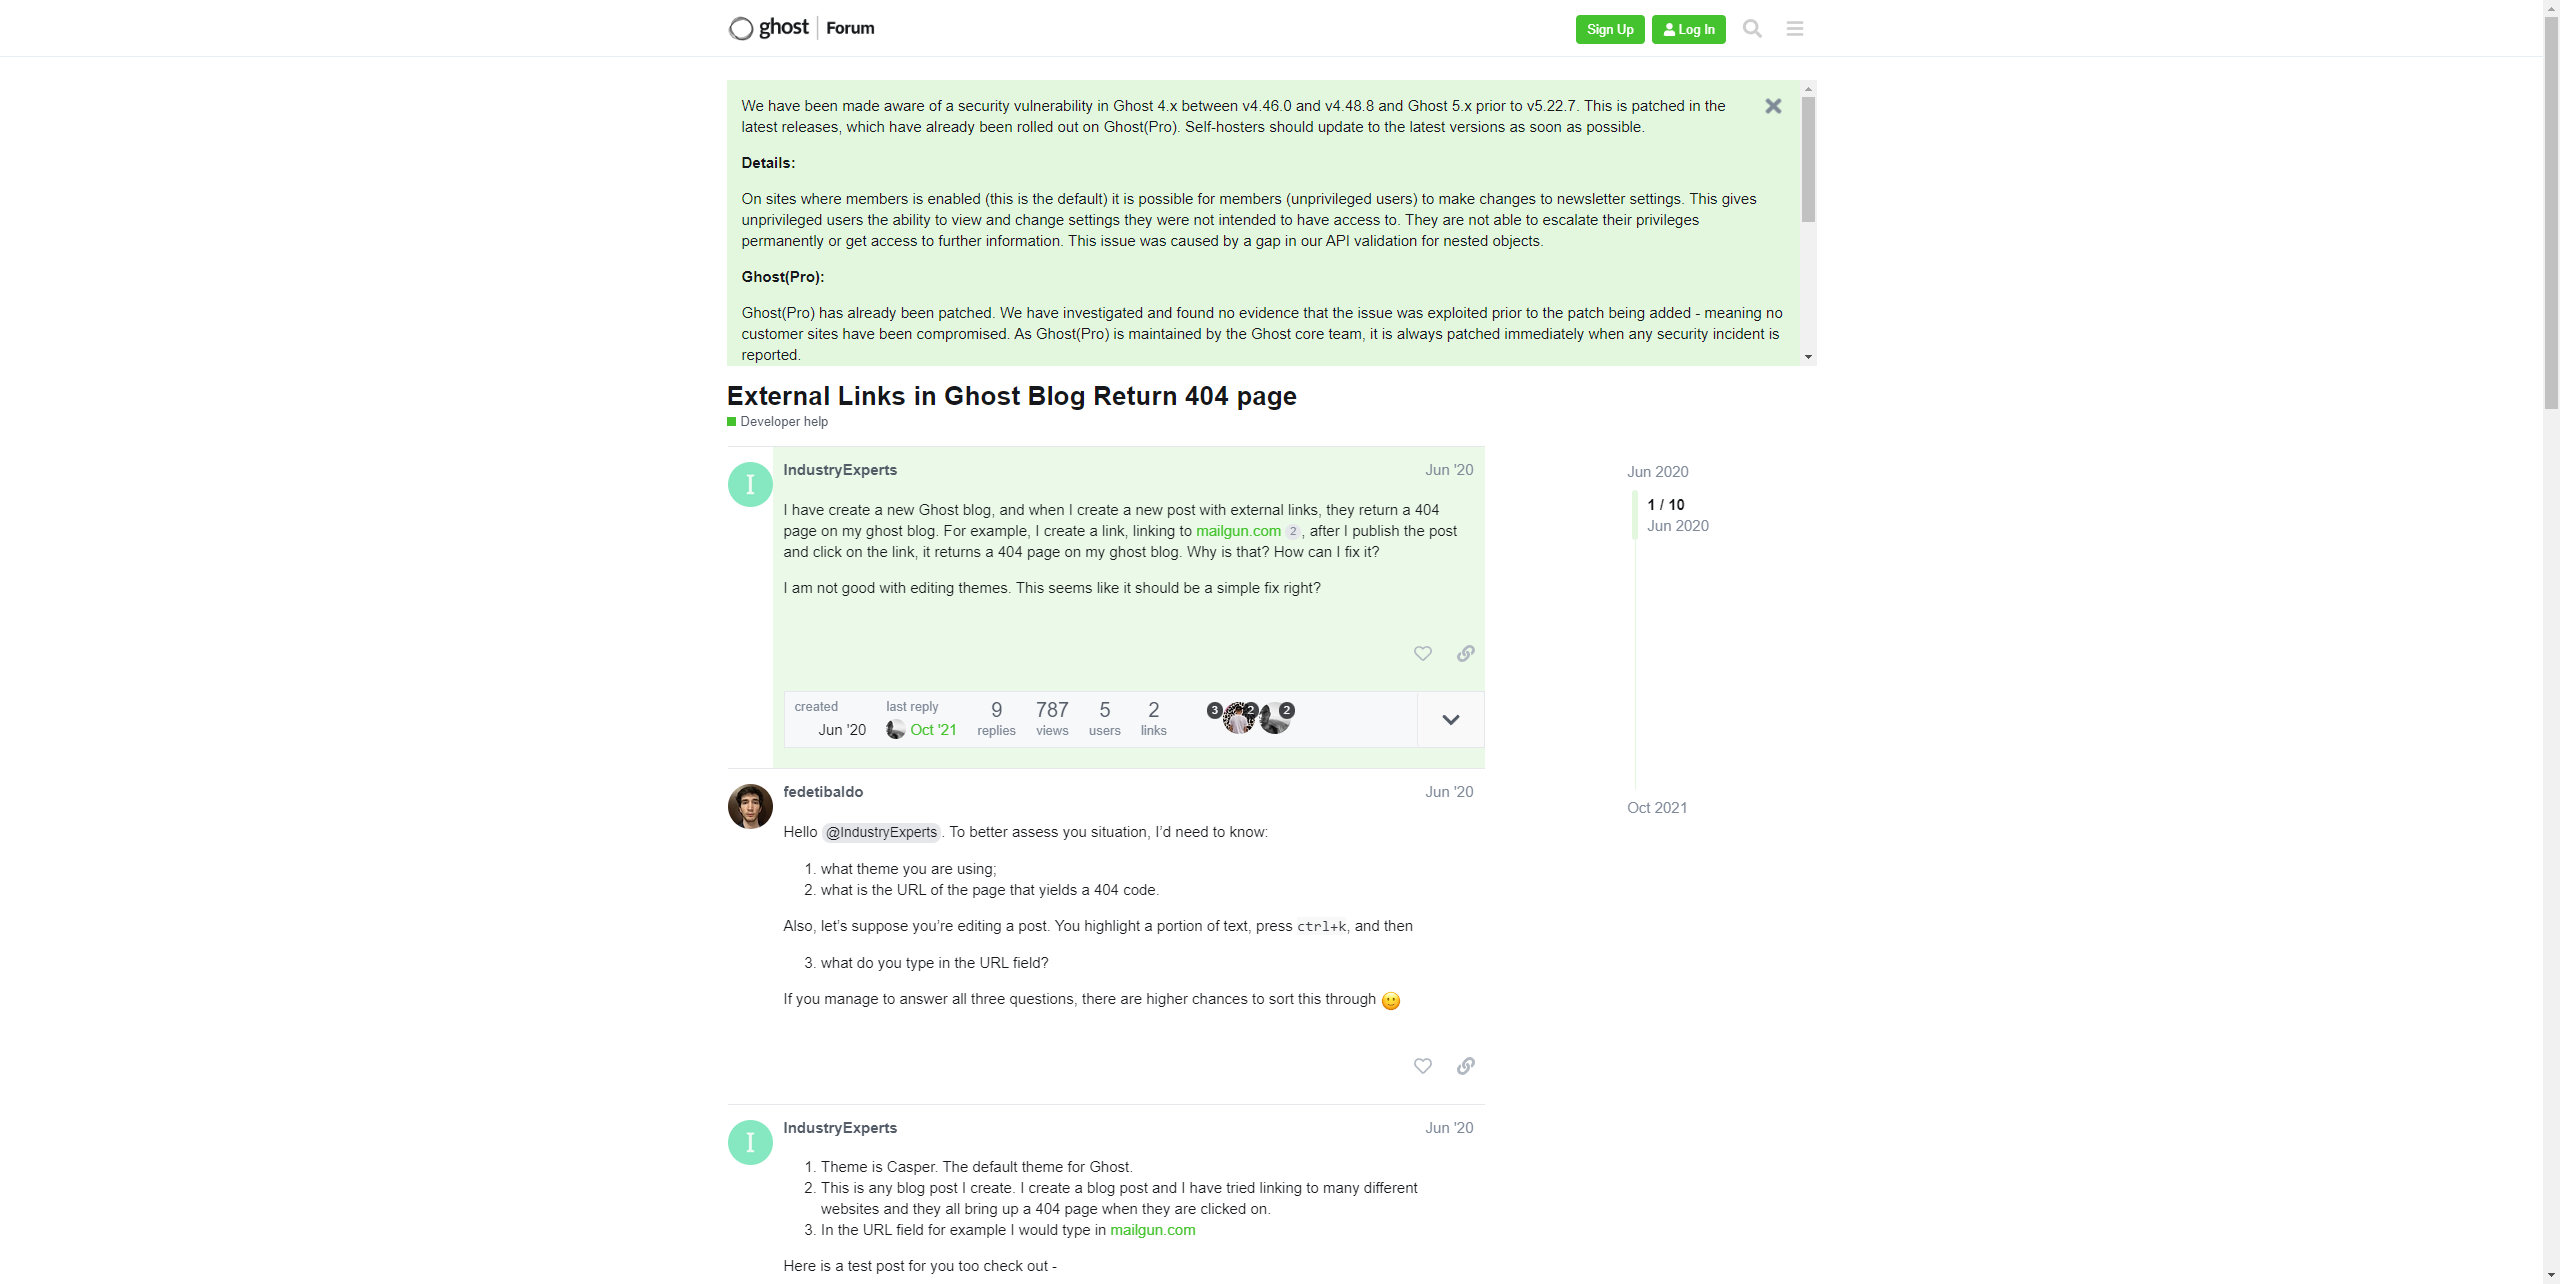 ghost Forum
Sign Up Log In
We have been made aware of a security vulnerability in Ghost 4.x between v4.46.0 and v4.48.8 and Ghost 5.x prior to v5.22.7. This is patched in the
latest releases, which have already been rolled out on Ghost(Pro). Self-hosters should update to the latest versions as soon as possible.
Details:
On sites where members is enabled (this is the default) it is possible for members (unprivileged users) to make changes to newsletter settings. This gives
unprivileged users the ability to view and change settings they were not intended to have access to. They are not able to escalate their privileges
permanently or get access to further information. This issue was caused by a gap in our API validation for nested objects.
Ghost(Pro):
Ghost(Pro) has already been patched. We have investigated and found no evidence that the issue was exploited prior to the patch being added - meaning no
customer sites have been compromised. As Ghost(Pro) is maintained by the Ghost core team, it is always patched immediately when any security incident is
reported.
External Links in Ghost Blog Return 404 page
Developer help
I
IndustryExperts
Jun '20
I have create a new Ghost blog, and when I create a new post with external links, they return a 404
page on my ghost blog. For example, I create a link, linking to mailgun.com 2, after I publish the post
and click on the link, it returns a 404 page on my ghost blog. Why is that? How can I fix it?
I am not good with editing themes. This seems like it should be a simple fix right?
created
Jun '20
last reply
Oct '21
9
replies
787
views
5
users
2
links
3 2 2
Jun 2020
1 / 10
Jun 2020
Oct 2021
fedetibaldo
Jun '20
Hello @IndustryExperts. To better assess you situation, I’d need to know:
1. what theme you are using;
2. what is the URL of the page that yields a 404 code.
Also, let’s suppose you’re editing a post. You highlight a portion of text, press ctrl+k, and then
3. what do you type in the URL field?
If you manage to answer all three questions, there are higher chances to sort this through
I
IndustryExperts
Jun '20
1. Theme is Casper. The default theme for Ghost.
2. This is any blog post I create. I create a blog post and I have tried linking to many different
websites and they all bring up a 404 page when they are clicked on.
3. In the URL field for example I would type in mailgun.com
Here is a test post for you too check out -